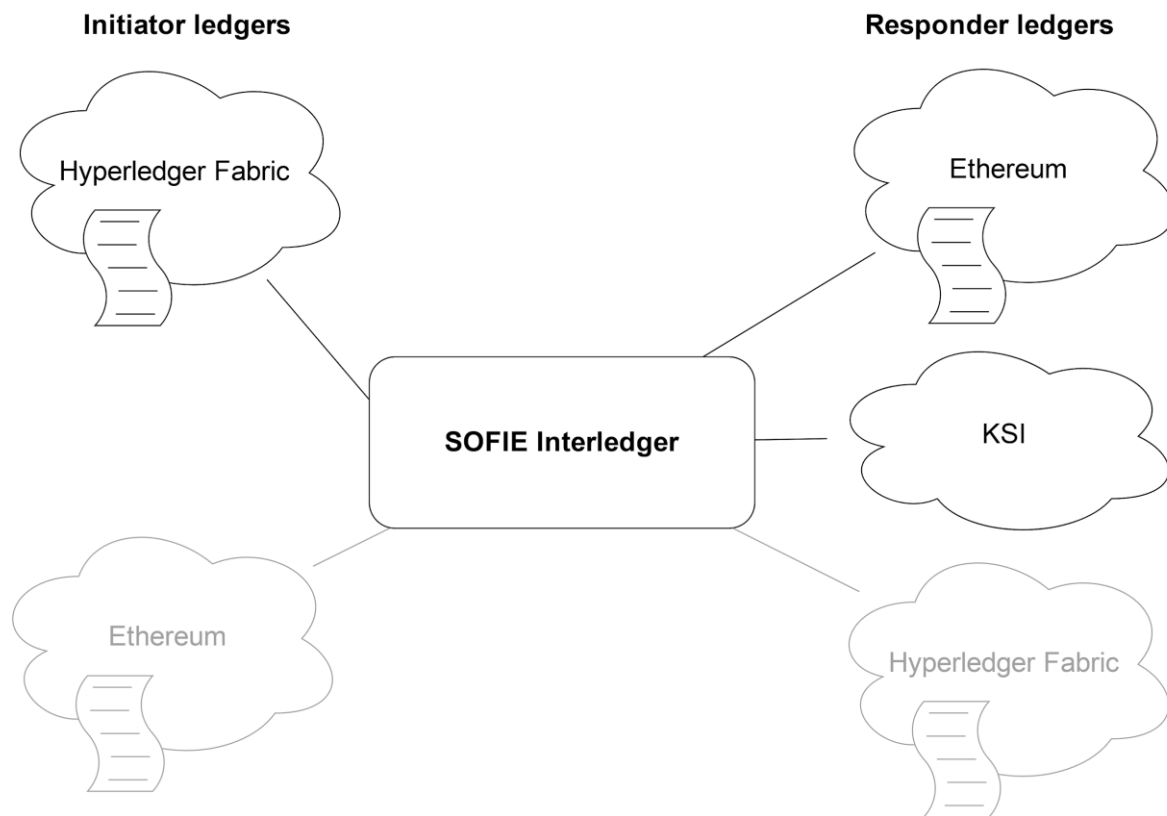 Initiator ledgers
Responder ledgers
Hyperledger Fabric
Ethereum
SOFIE Interledger
KSI
Ethereum
Hyperledger Fabric